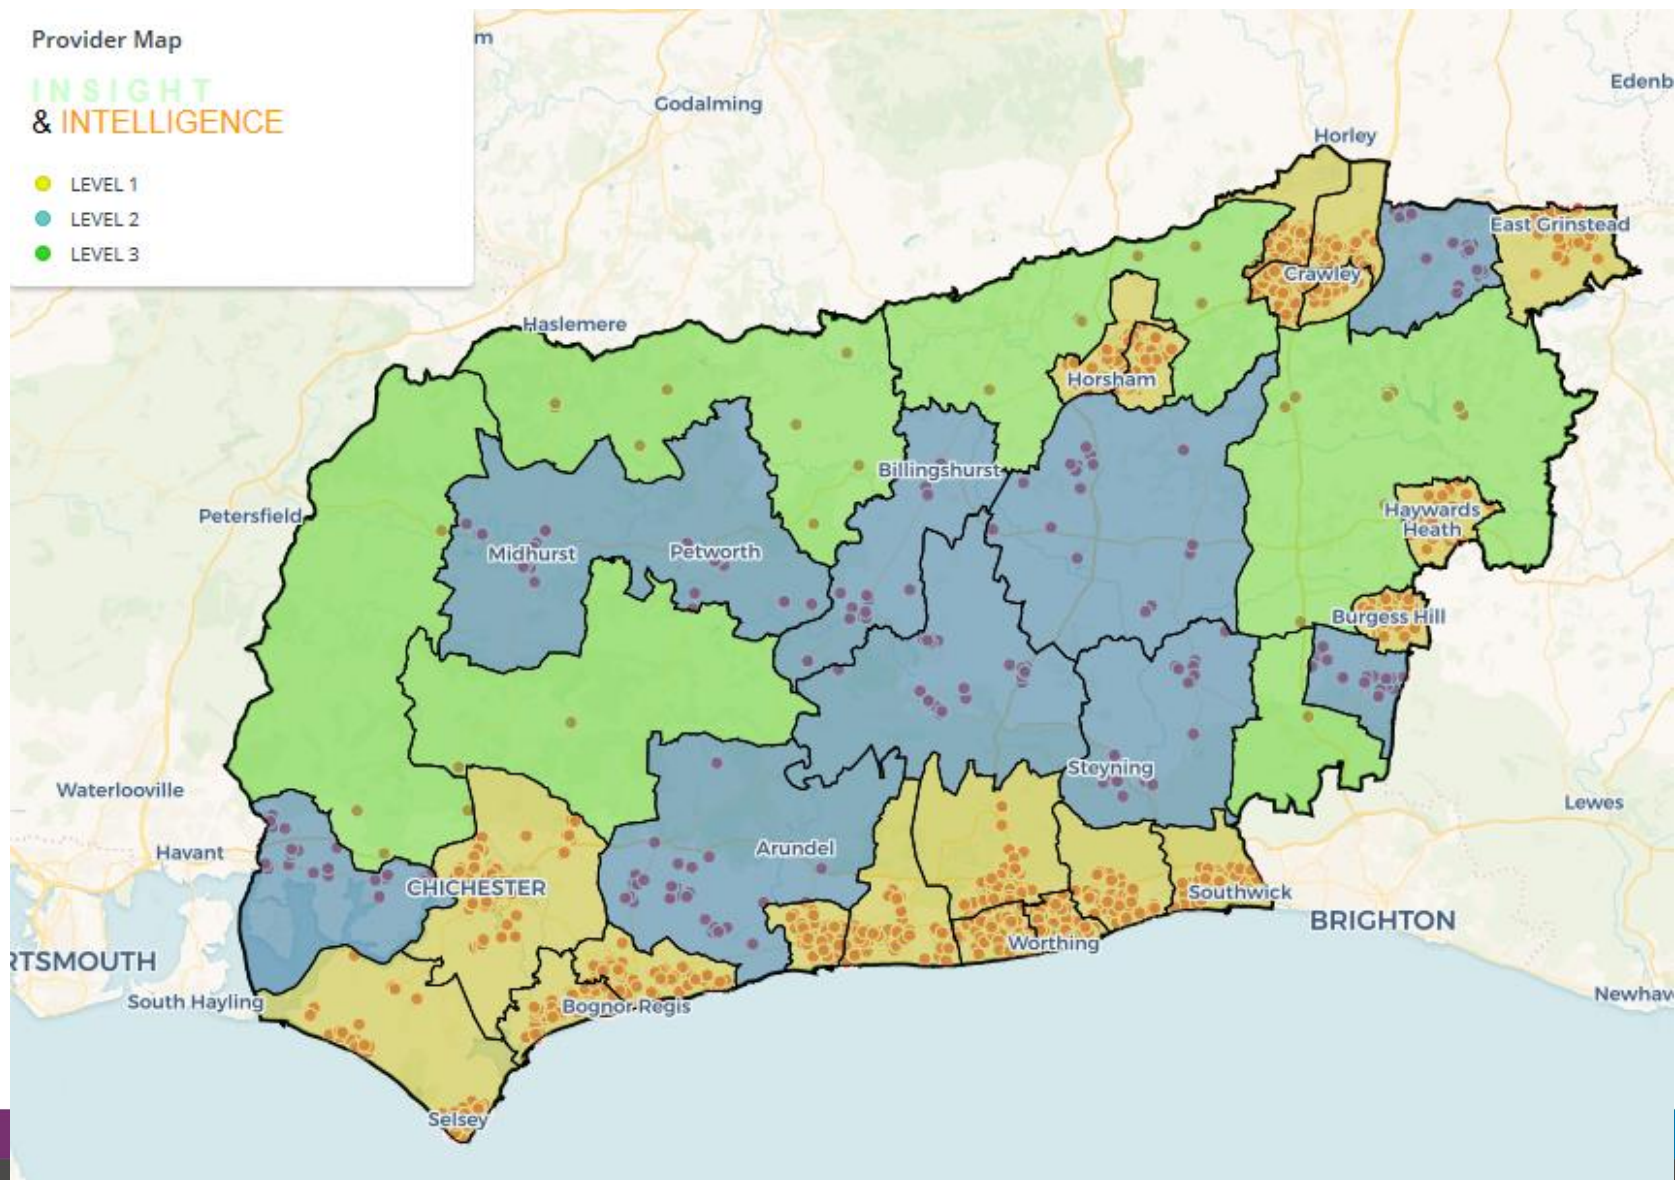 Provider Map
INSIGHT
& INTELLIGENCE
LEVEL 1
LEVEL 2
LEVEL 3
m
Godalming
Edenb
Horley
East Grinstead
Crawley
Haslemere
Horsham
Billingshurst
Petersfield
Haywards
Heath
Midhurst
Petworth
Burgess Hill
Steyning
Waterlooville
Lewes
Havant
Arundel
CHICHESTER
Southwick
BRIGHTON
Worthing
RTSMOUTH
South Hayling
Bognor Regis
Newhav
Selsey